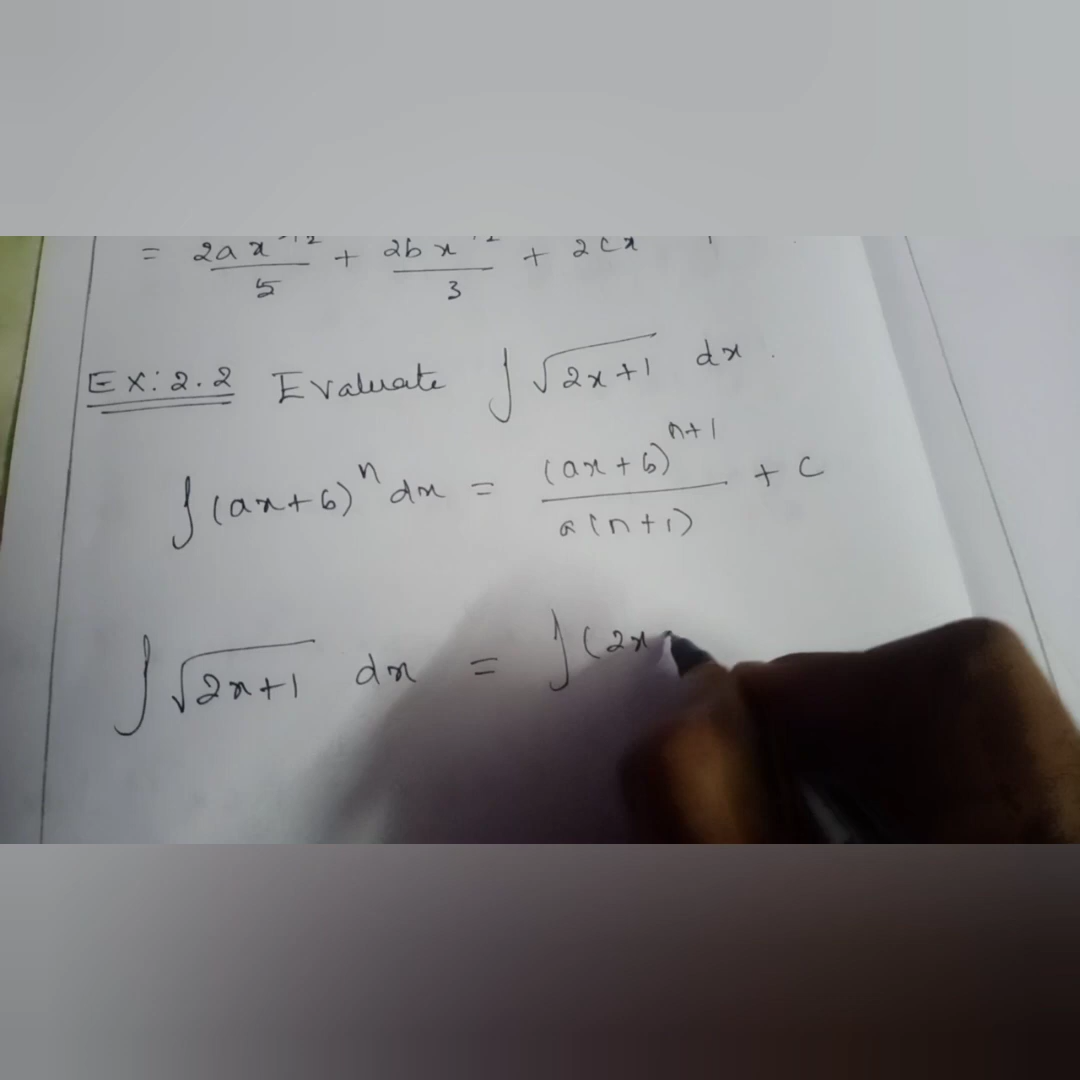 = 2ax / 5 + 2bx / 3 + 2cx
Ex: 2.2 Evaluate ∫ √(2x+1) dx.
∫ (ax+b)^n dx = (ax+b)^(n+1) / a(n+1) + c
∫ √(2x+1) dx = ∫ (2x